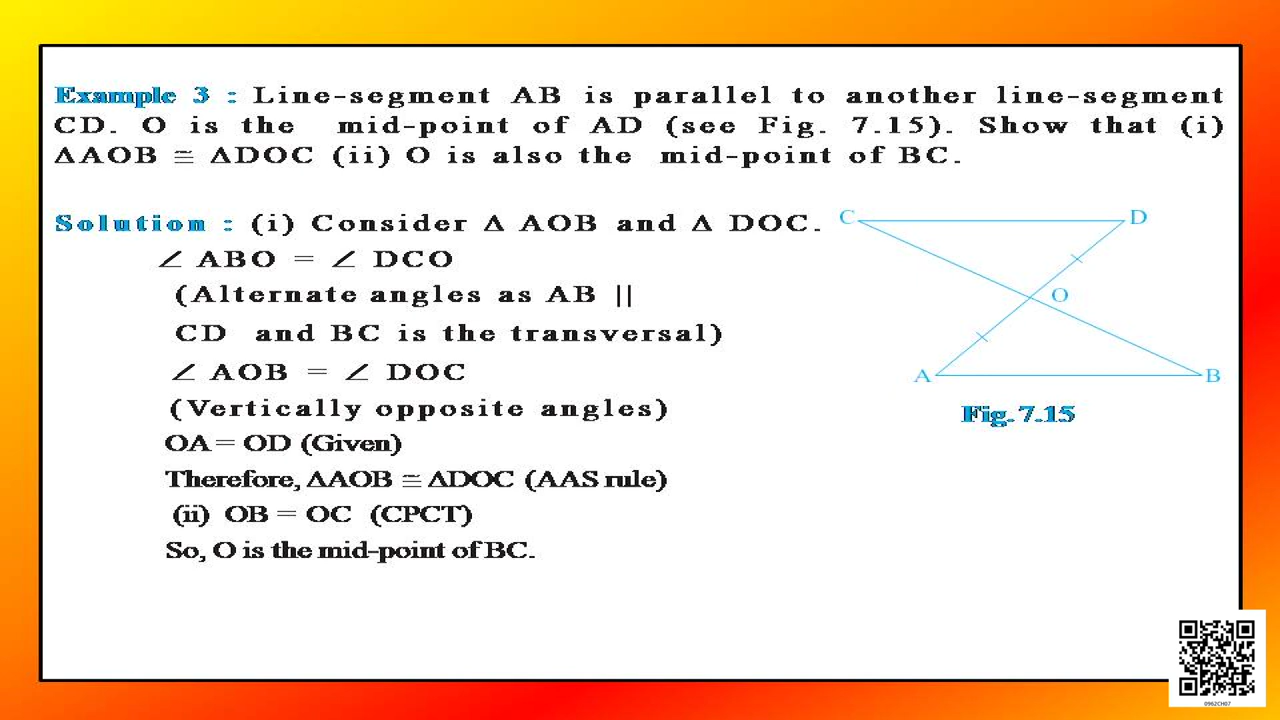 Example 3 : Line-segment AB is parallel to another line-segment
CD. O is the mid-point of AD (see Fig. 7.15). Show that (i)
ΔAOB ≅ ΔDOC (ii) O is also the mid-point of BC.
Solution : (i) Consider Δ AOB and Δ DOC.
∠ ABO = ∠ DCO
(Alternate angles as AB ||
CD and BC is the transversal)
∠ AOB = ∠ DOC
(Vertically opposite angles)
OA = OD (Given)
Therefore, ΔAOB ≅ ΔDOC (AAS rule)
(ii) OB = OC (CPCT)
So, O is the mid-point of BC.
C
D
O
A
B
Fig. 7.15
0962CH07